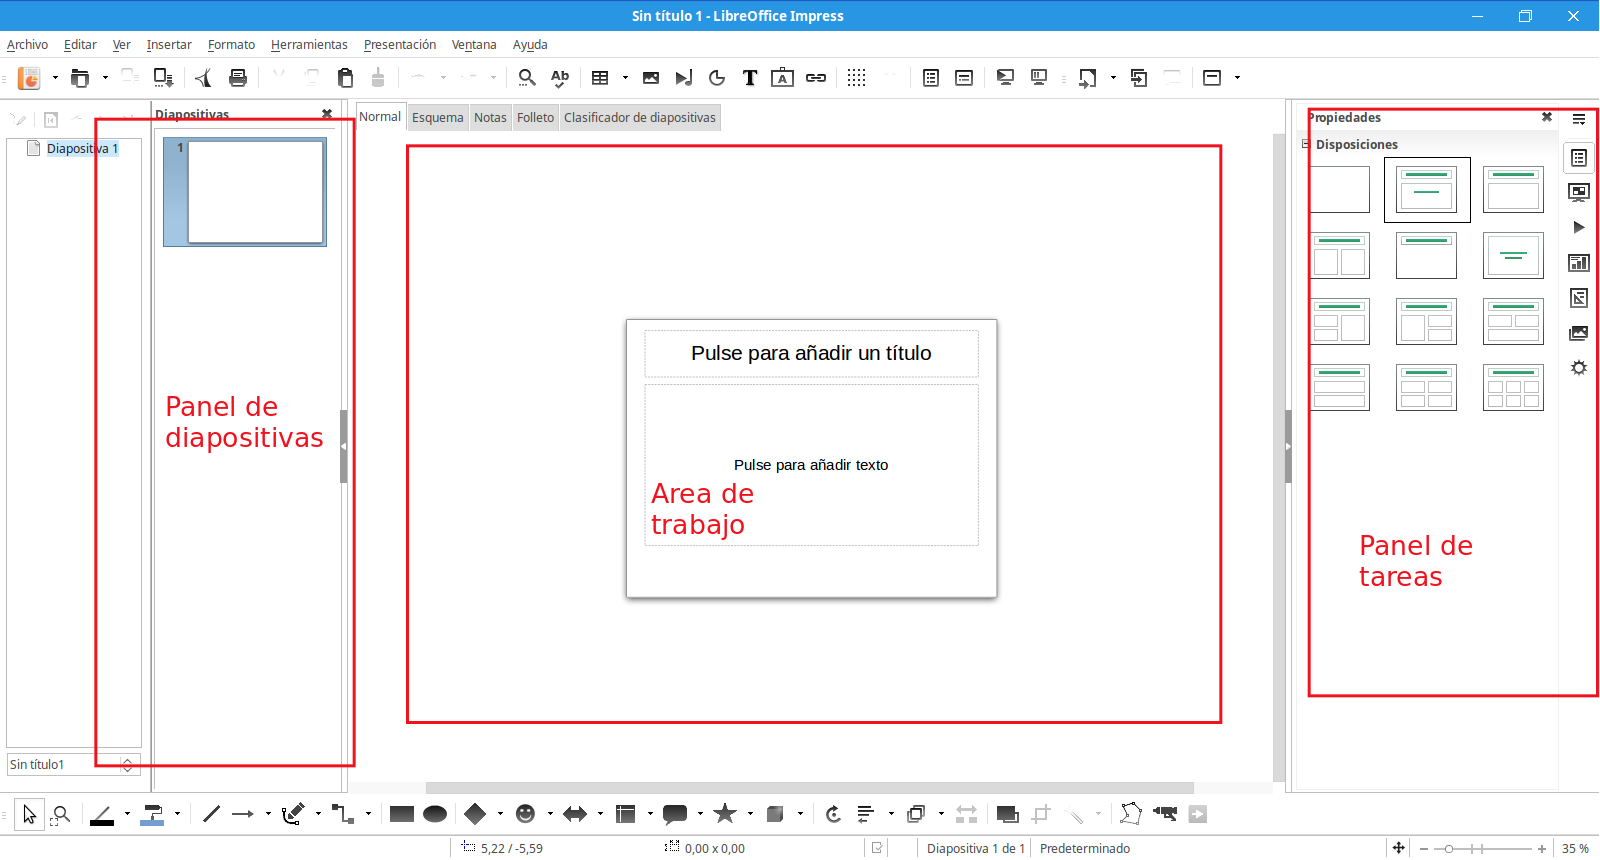 Sin título 1 - LibreOffice Impress
Archivo Editar Ver Insertar Formato Herramientas Presentación Ventana Ayuda
Diapositivas
Normal Esquema Notas Folleto Clasificador de diapositivas
Propiedades
Diapositiva 1
1
Disposiciones
Pulse para añadir un título
Panel de
diapositivas
Pulse para añadir texto
Area de
trabajo
Panel de
tareas
Sin título1
5,22 / -5,59 0,00 x 0,00 Diapositiva 1 de 1 Predeterminado 35 %